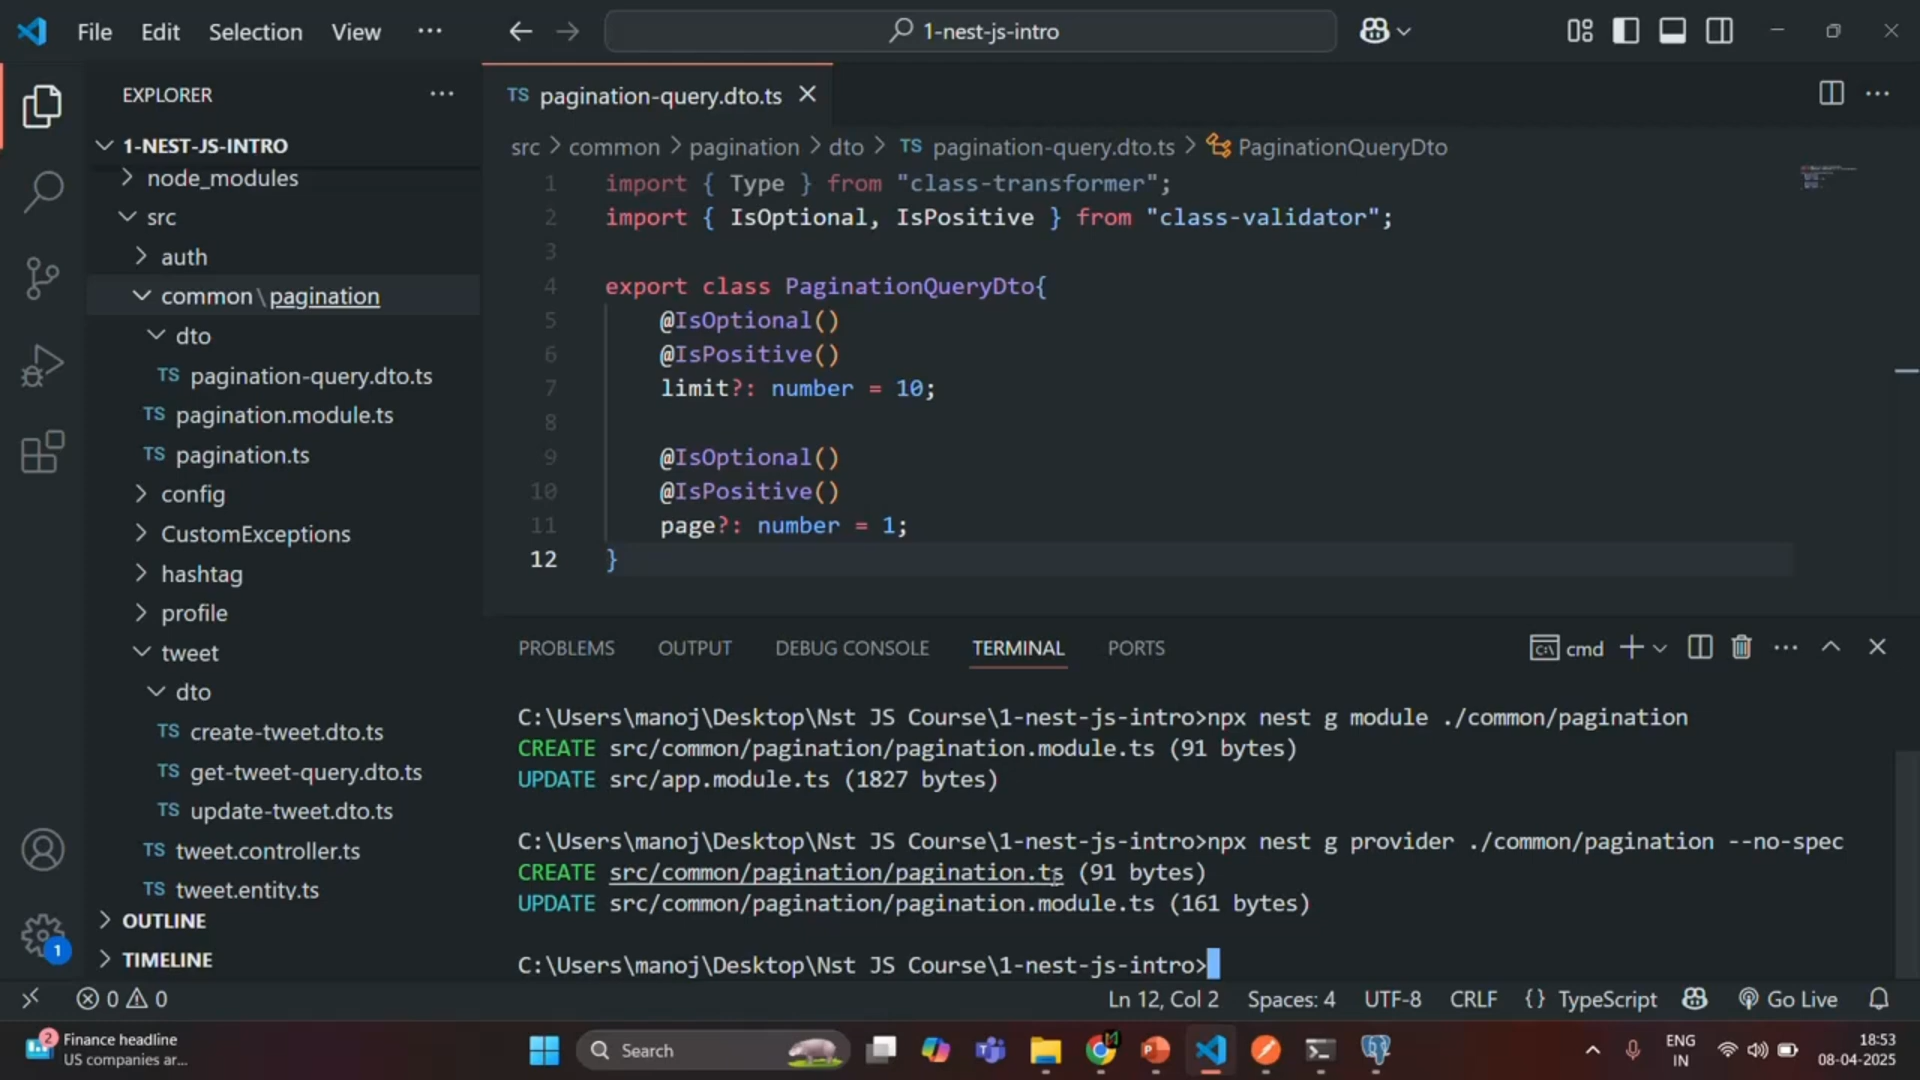 File Edit Selection View ··· 1-nest-js-intro
EXPLORER ···
1-NEST-JS-INTRO
node_modules
src
auth
common\pagination
dto
TS pagination-query.dto.ts
TS pagination.module.ts
TS pagination.ts
config
CustomExceptions
hashtag
profile
tweet
dto
TS create-tweet.dto.ts
TS get-tweet-query.dto.ts
TS update-tweet.dto.ts
TS tweet.controller.ts
TS tweet.entity.ts
OUTLINE
TIMELINE
1
TS pagination-query.dto.ts
src > common > pagination > dto > TS pagination-query.dto.ts > PaginationQueryDto
1 import { Type } from "class-transformer";
2 import { IsOptional, IsPositive } from "class-validator";
3
4 export class PaginationQueryDto{
5 @IsOptional()
6 @IsPositive()
7 limit?: number = 10;
8
9 @IsOptional()
10 @IsPositive()
11 page?: number = 1;
12 }
PROBLEMS OUTPUT DEBUG CONSOLE TERMINAL PORTS cmd
C:\Users\manoj\Desktop\Nst JS Course\1-nest-js-intro>npx nest g module ./common/pagination
CREATE src/common/pagination/pagination.module.ts (91 bytes)
UPDATE src/app.module.ts (1827 bytes)
C:\Users\manoj\Desktop\Nst JS Course\1-nest-js-intro>npx nest g provider ./common/pagination --no-spec
CREATE src/common/pagination/pagination.ts (91 bytes)
UPDATE src/common/pagination/pagination.module.ts (161 bytes)
C:\Users\manoj\Desktop\Nst JS Course\1-nest-js-intro>
0 0 Ln 12, Col 2 Spaces: 4 UTF-8 CRLF {} TypeScript Go Live
2 Finance headline
US companies ar...
Search
ENG
IN
18:53
08-04-2025